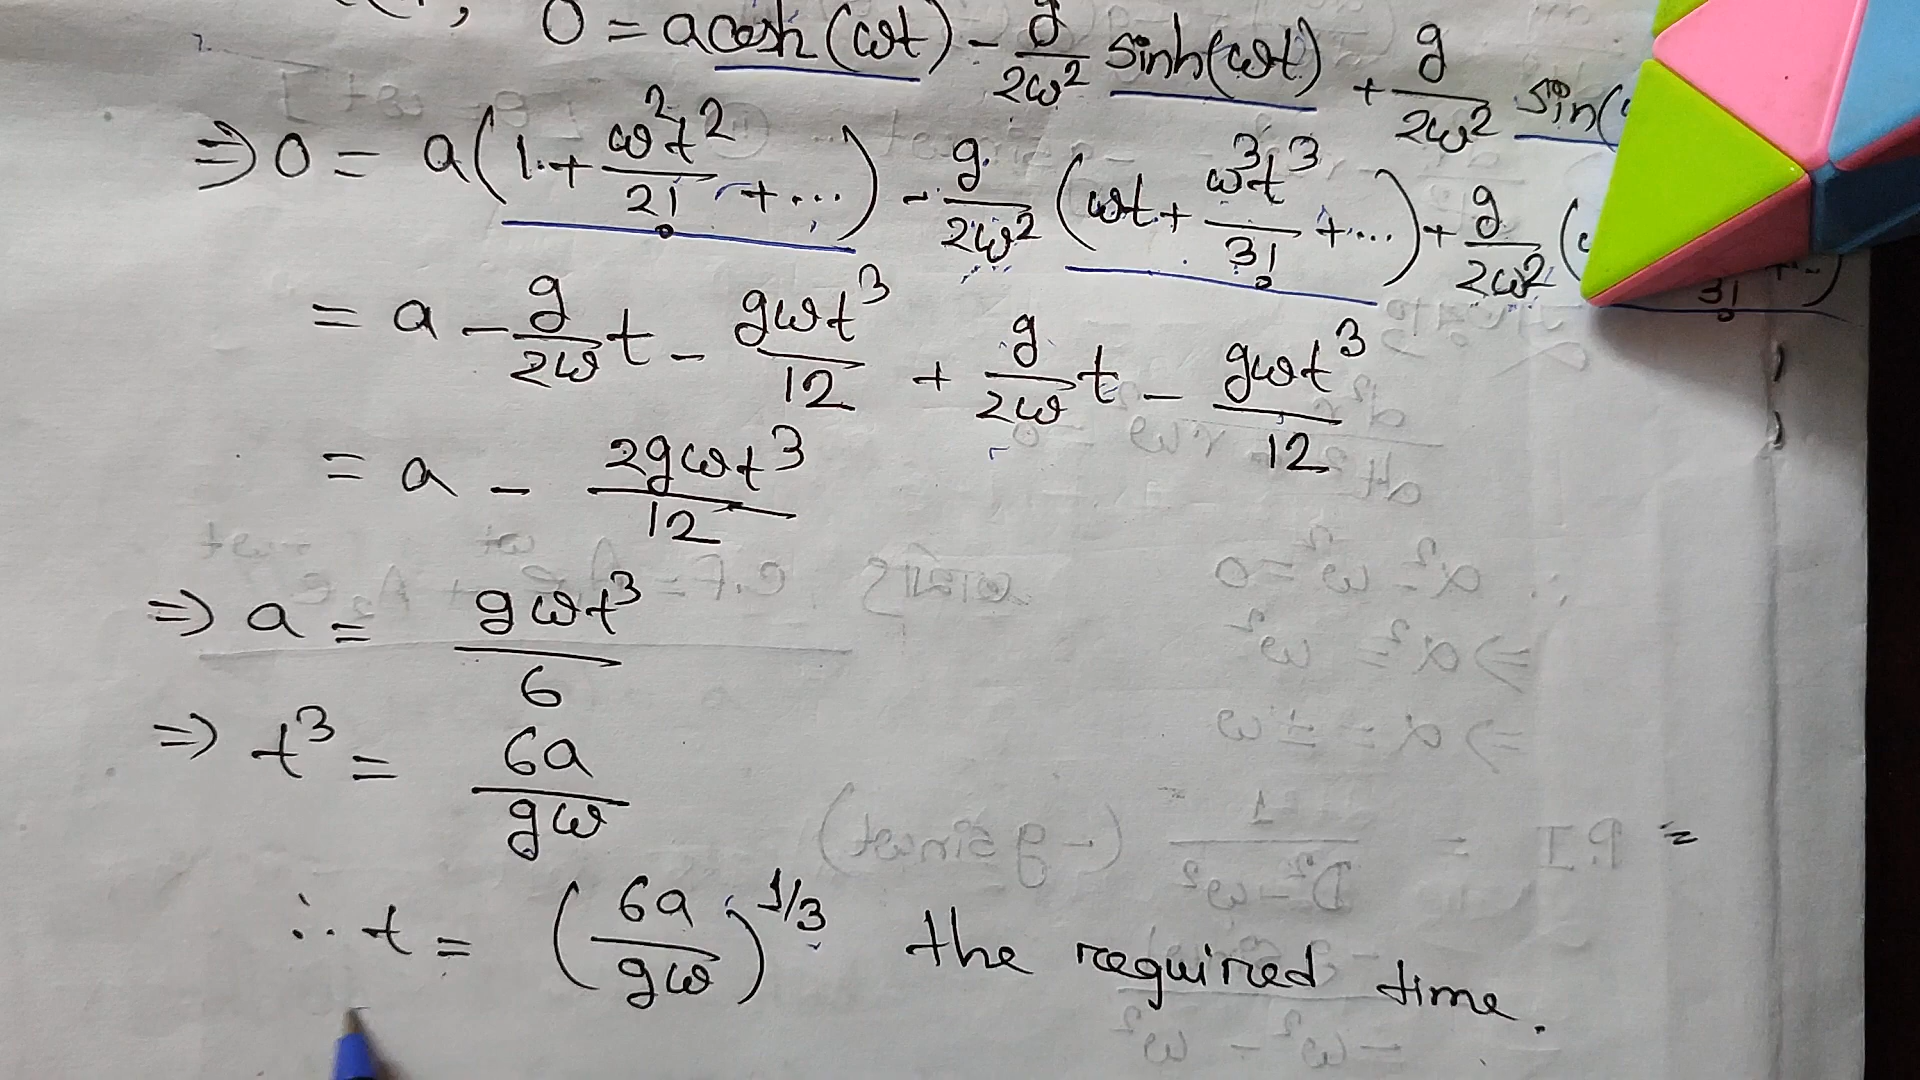 0 = a cosh(ωt) - g/2ω² sinh(ωt) + g/2ω² sin(
⇒ 0 = a(1 + ω²t²/2! + ...) - g/2ω² (ωt + ω³t³/3! + ...) + g/2ω² (
= a - g/2ω t - gωt³/12 + g/2ω t - gωt³/12
= a - 2gωt³/12
⇒ a = gωt³/6
⇒ t³ = 6a/gω
∴ t = (6a/gω)^1/3 the required time.